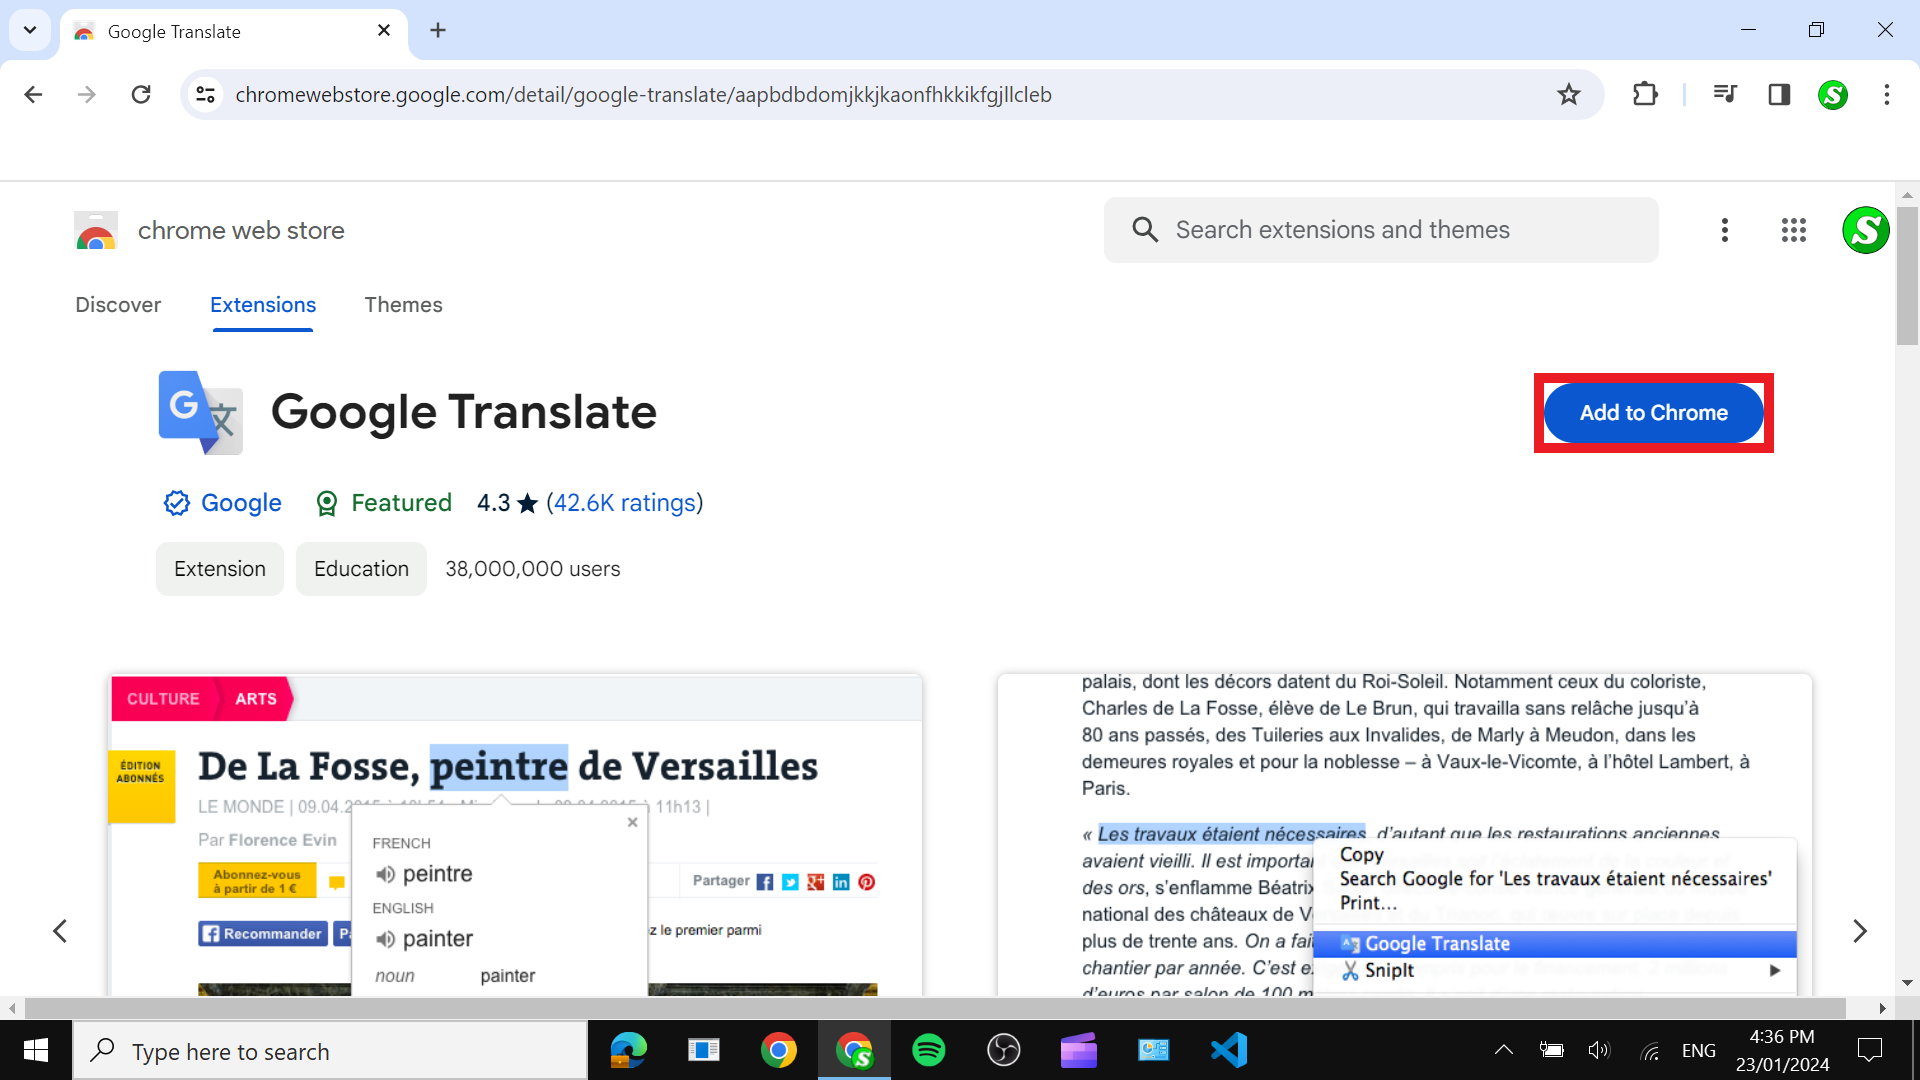 Google Translate
chromewebstore.google.com/detail/google-translate/aapbdbdomjkkjkaonfhkkikfgjllcleb
chrome web store
Search extensions and themes
Discover
Extensions
Themes
Google Translate
Add to Chrome
Google
Featured
4.3 ★ (42.6K ratings)
Extension
Education
38,000,000 users
CULTURE
ARTS
ÉDITION
ABONNÉS
De La Fosse, peintre de Versailles
LE MONDE | 09.04.2015 à
11h13 |
Par Florence Evin
Abonnez-vous
à partir de 1 €
Partager
Recommander
z le premier parmi
FRENCH
peintre
ENGLISH
painter
noun painter
palais, dont les décors datent du Roi-Soleil. Notamment ceux du coloriste,
Charles de La Fosse, élève de Le Brun, qui travailla sans relâche jusqu'à
80 ans passés, des Tuileries aux Invalides, de Marly à Meudon, dans les
demeures royales et pour la noblesse – à Vaux-le-Vicomte, à l'hôtel Lambert, à
Paris.
« Les travaux étaient nécessaires, d'autant que les restaurations anciennes
avaient vieilli. Il est importan
des ors, s'enflamme Béatrix
national des châteaux de V
plus de trente ans. On a fai
chantier par année. C'est e
d'euros par salon de 100 m
Copy
Search Google for 'Les travaux étaient nécessaires'
Print...
Google Translate
SnipIt
Type here to search
ENG
4:36 PM
23/01/2024